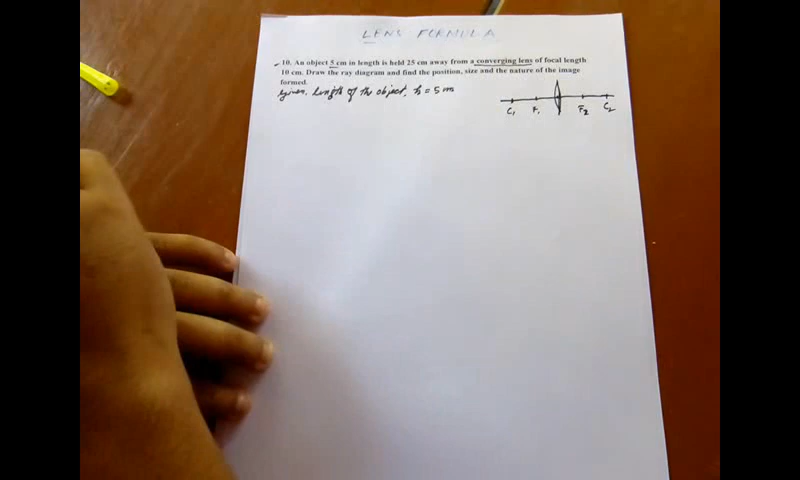 LENS FORMULA
10. An object 5 cm in length is held 25 cm away from a converging lens of focal length
10 cm. Draw the ray diagram and find the position, size and the nature of the image
formed.
Given, Length of the object, h = 5 cm
C1 F1 F2 C2